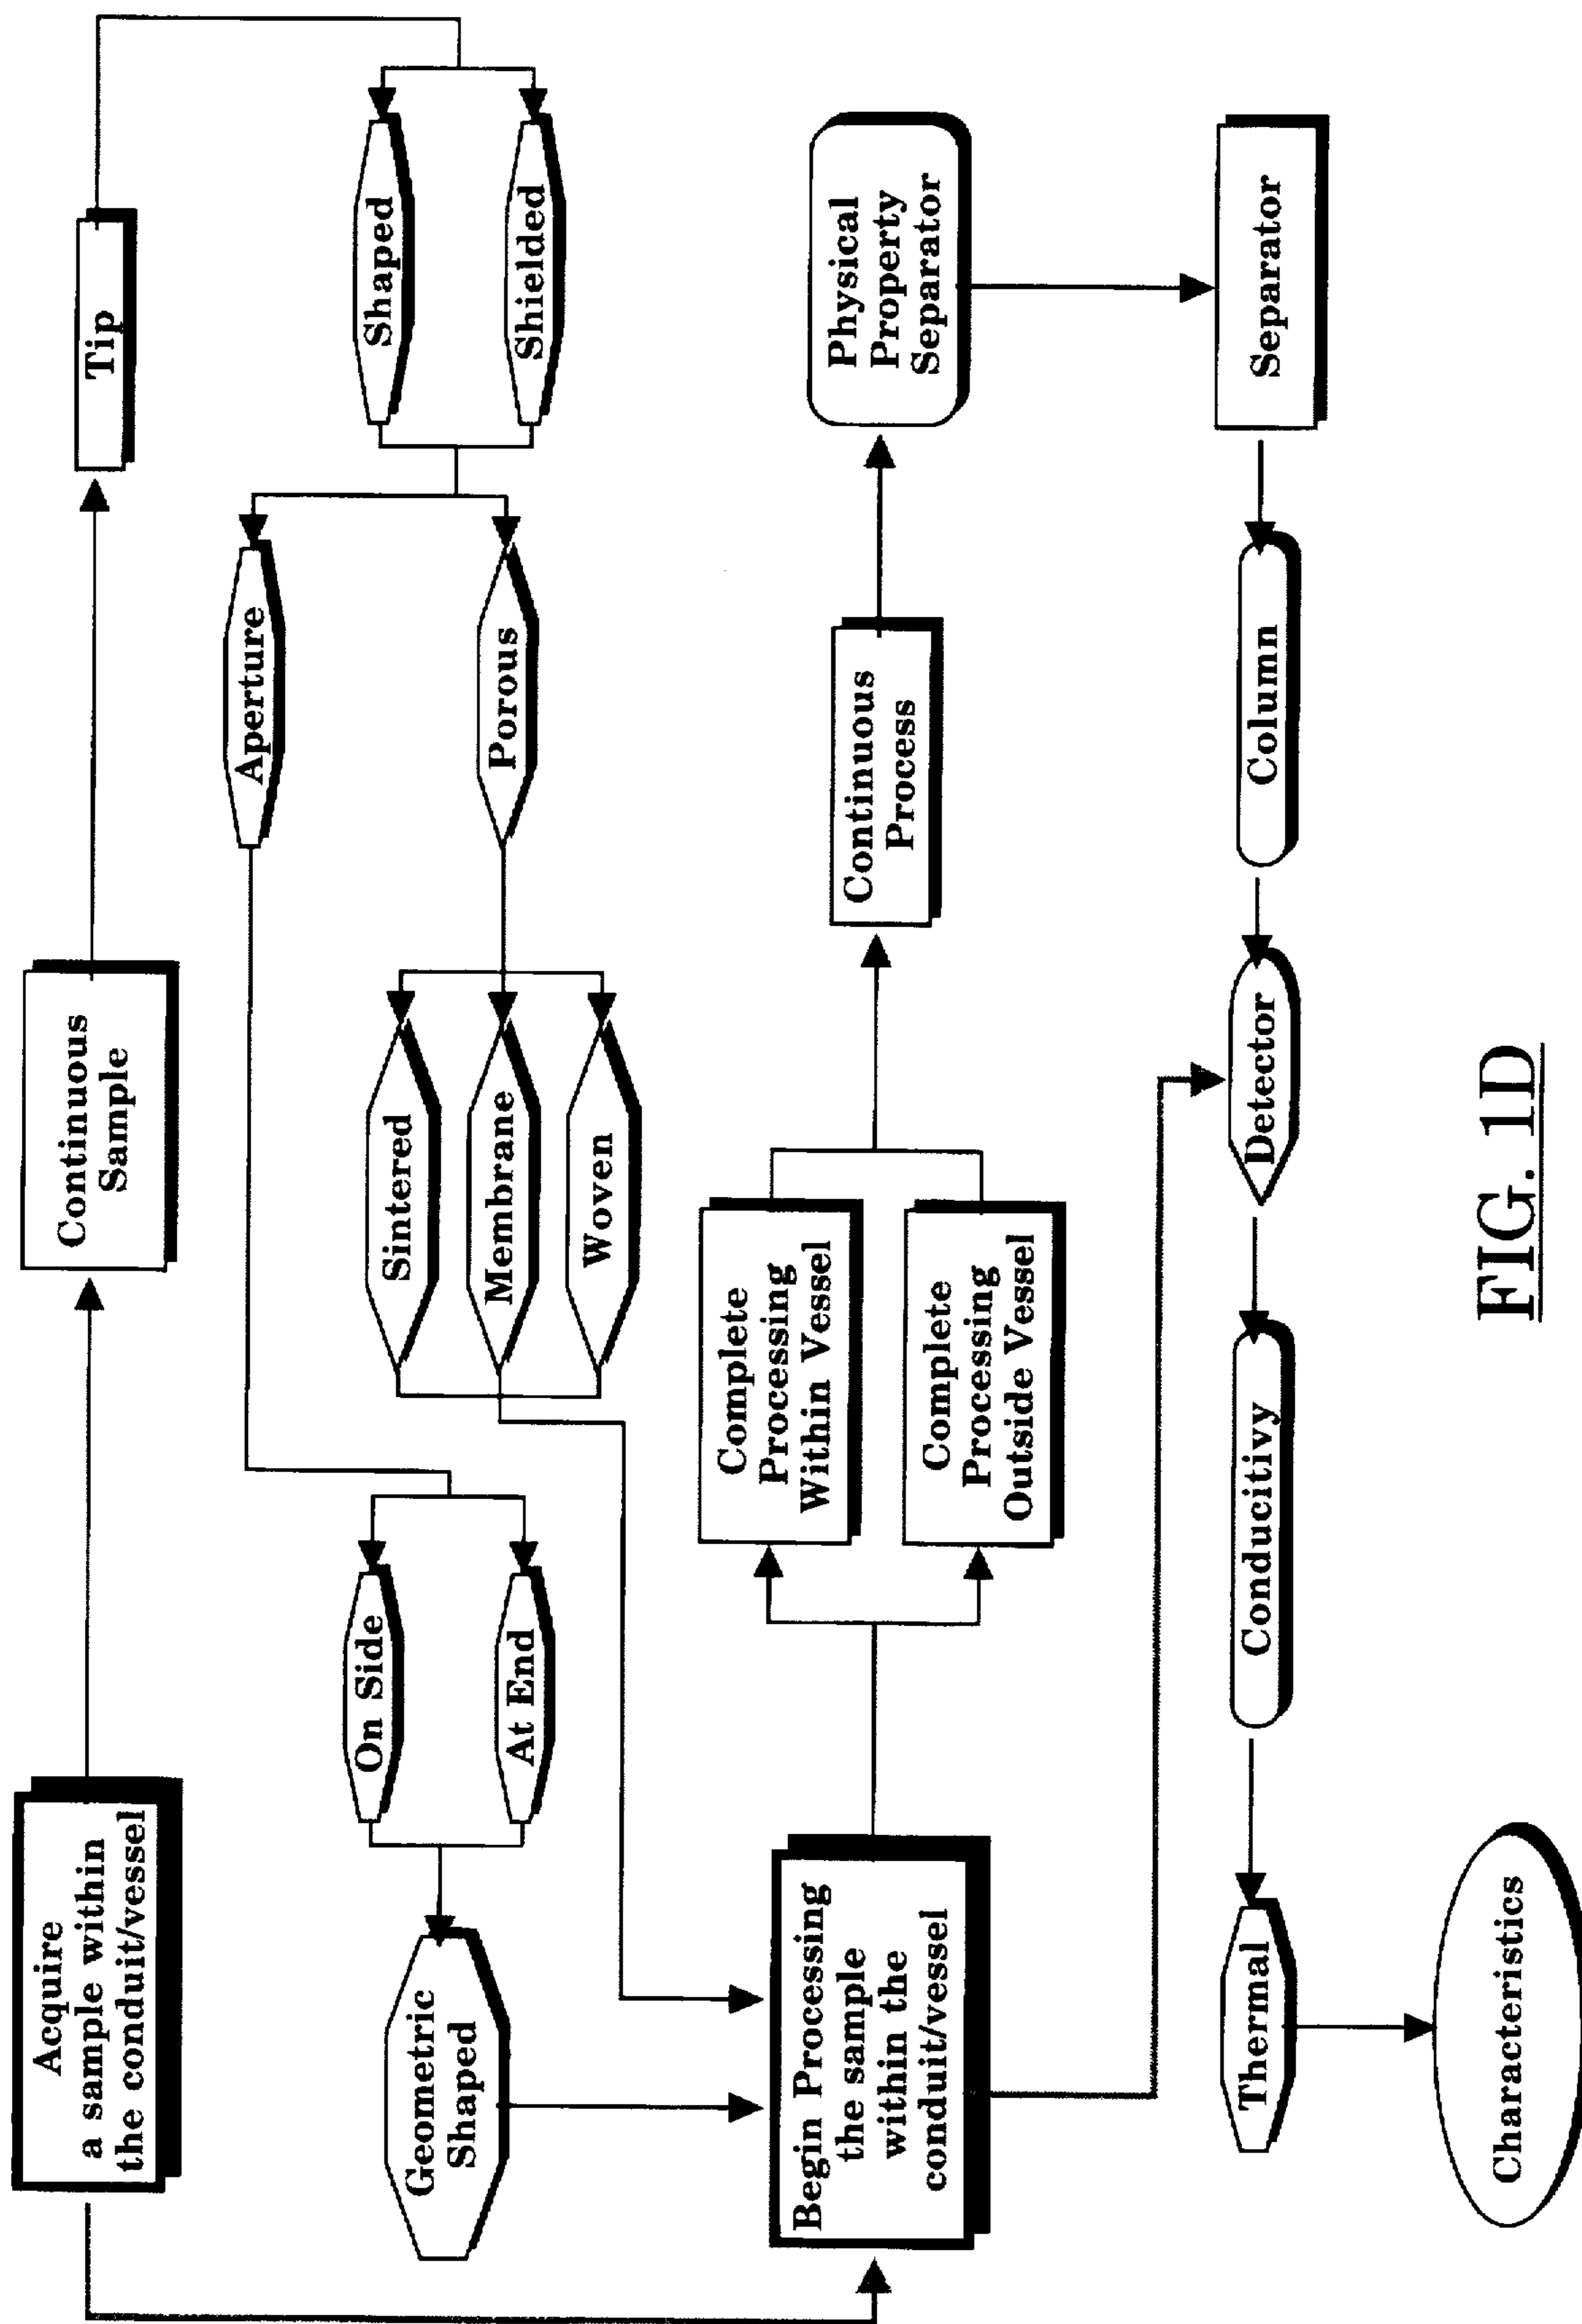 Acquire
a sample within
the conduit/vessel
Continuous
Sample
Tip
Shaped
Shielded
Aperture
Porous
Sintered
Membrane
Woven
On Side
At End
Geometric
Shaped
Begin Processing
the sample
within the
conduit/vessel
Complete
Processing
Within Vessel
Complete
Processing
Outside Vessel
Continuous
Process
Physical
Property
Separator
Separator
Column
Detector
Conducitivy
Thermal
Characteristics
FIG. 1D